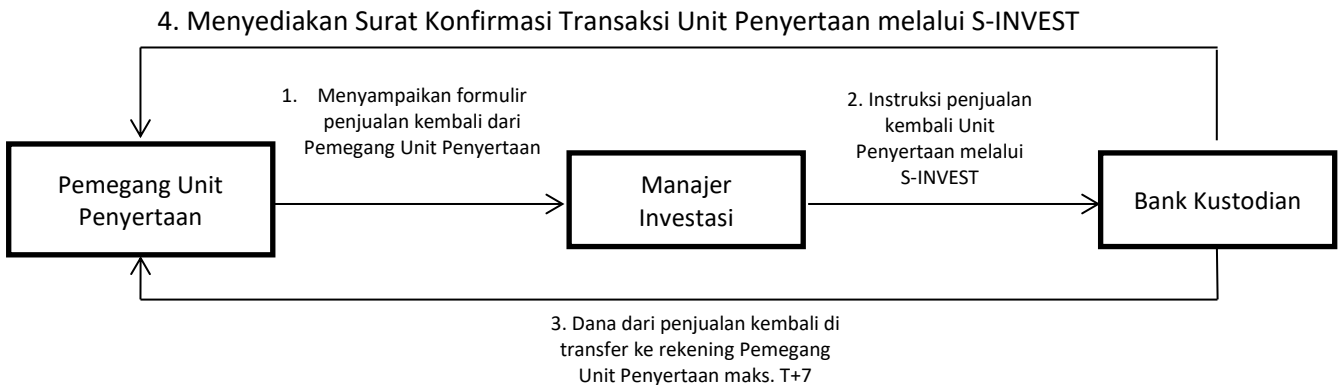 4. Menyediakan Surat Konfirmasi Transaksi Unit Penyertaan melalui S-INVEST
1. Menyampaikan formulir
penjualan kembali dari
Pemegang Unit Penyertaan
2. Instruksi penjualan
kembali Unit
Penyertaan melalui
S-INVEST
Pemegang Unit
Penyertaan
Manajer
Investasi
Bank Kustodian
3. Dana dari penjualan kembali di
transfer ke rekening Pemegang
Unit Penyertaan maks. T+7